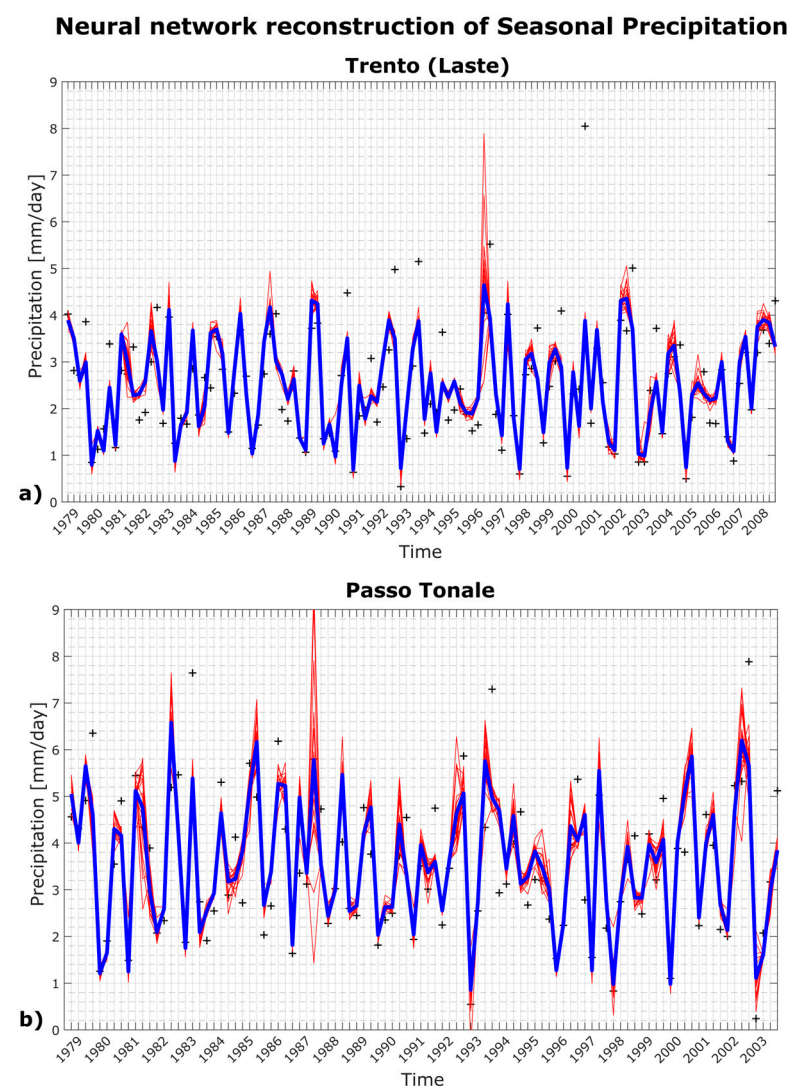 Neural network reconstruction of Seasonal Precipitation
Trento (Laste)
9
8
7
6
5
4
3
2
1
0
Precipitation [mm/day]
1979 1980 1981 1982 1983 1984 1985 1986 1987 1988 1989 1990 1991 1992 1993 1994 1995 1996 1997 1998 1999 2000 2001 2002 2003 2004 2005 2006 2007 2008
a)
Time
Passo Tonale
9
8
7
6
5
4
3
2
1
0
Precipitation [mm/day]
1979 1980 1981 1982 1983 1984 1985 1986 1987 1988 1989 1990 1991 1992 1993 1994 1995 1996 1997 1998 1999 2000 2001 2002 2003
b)
Time